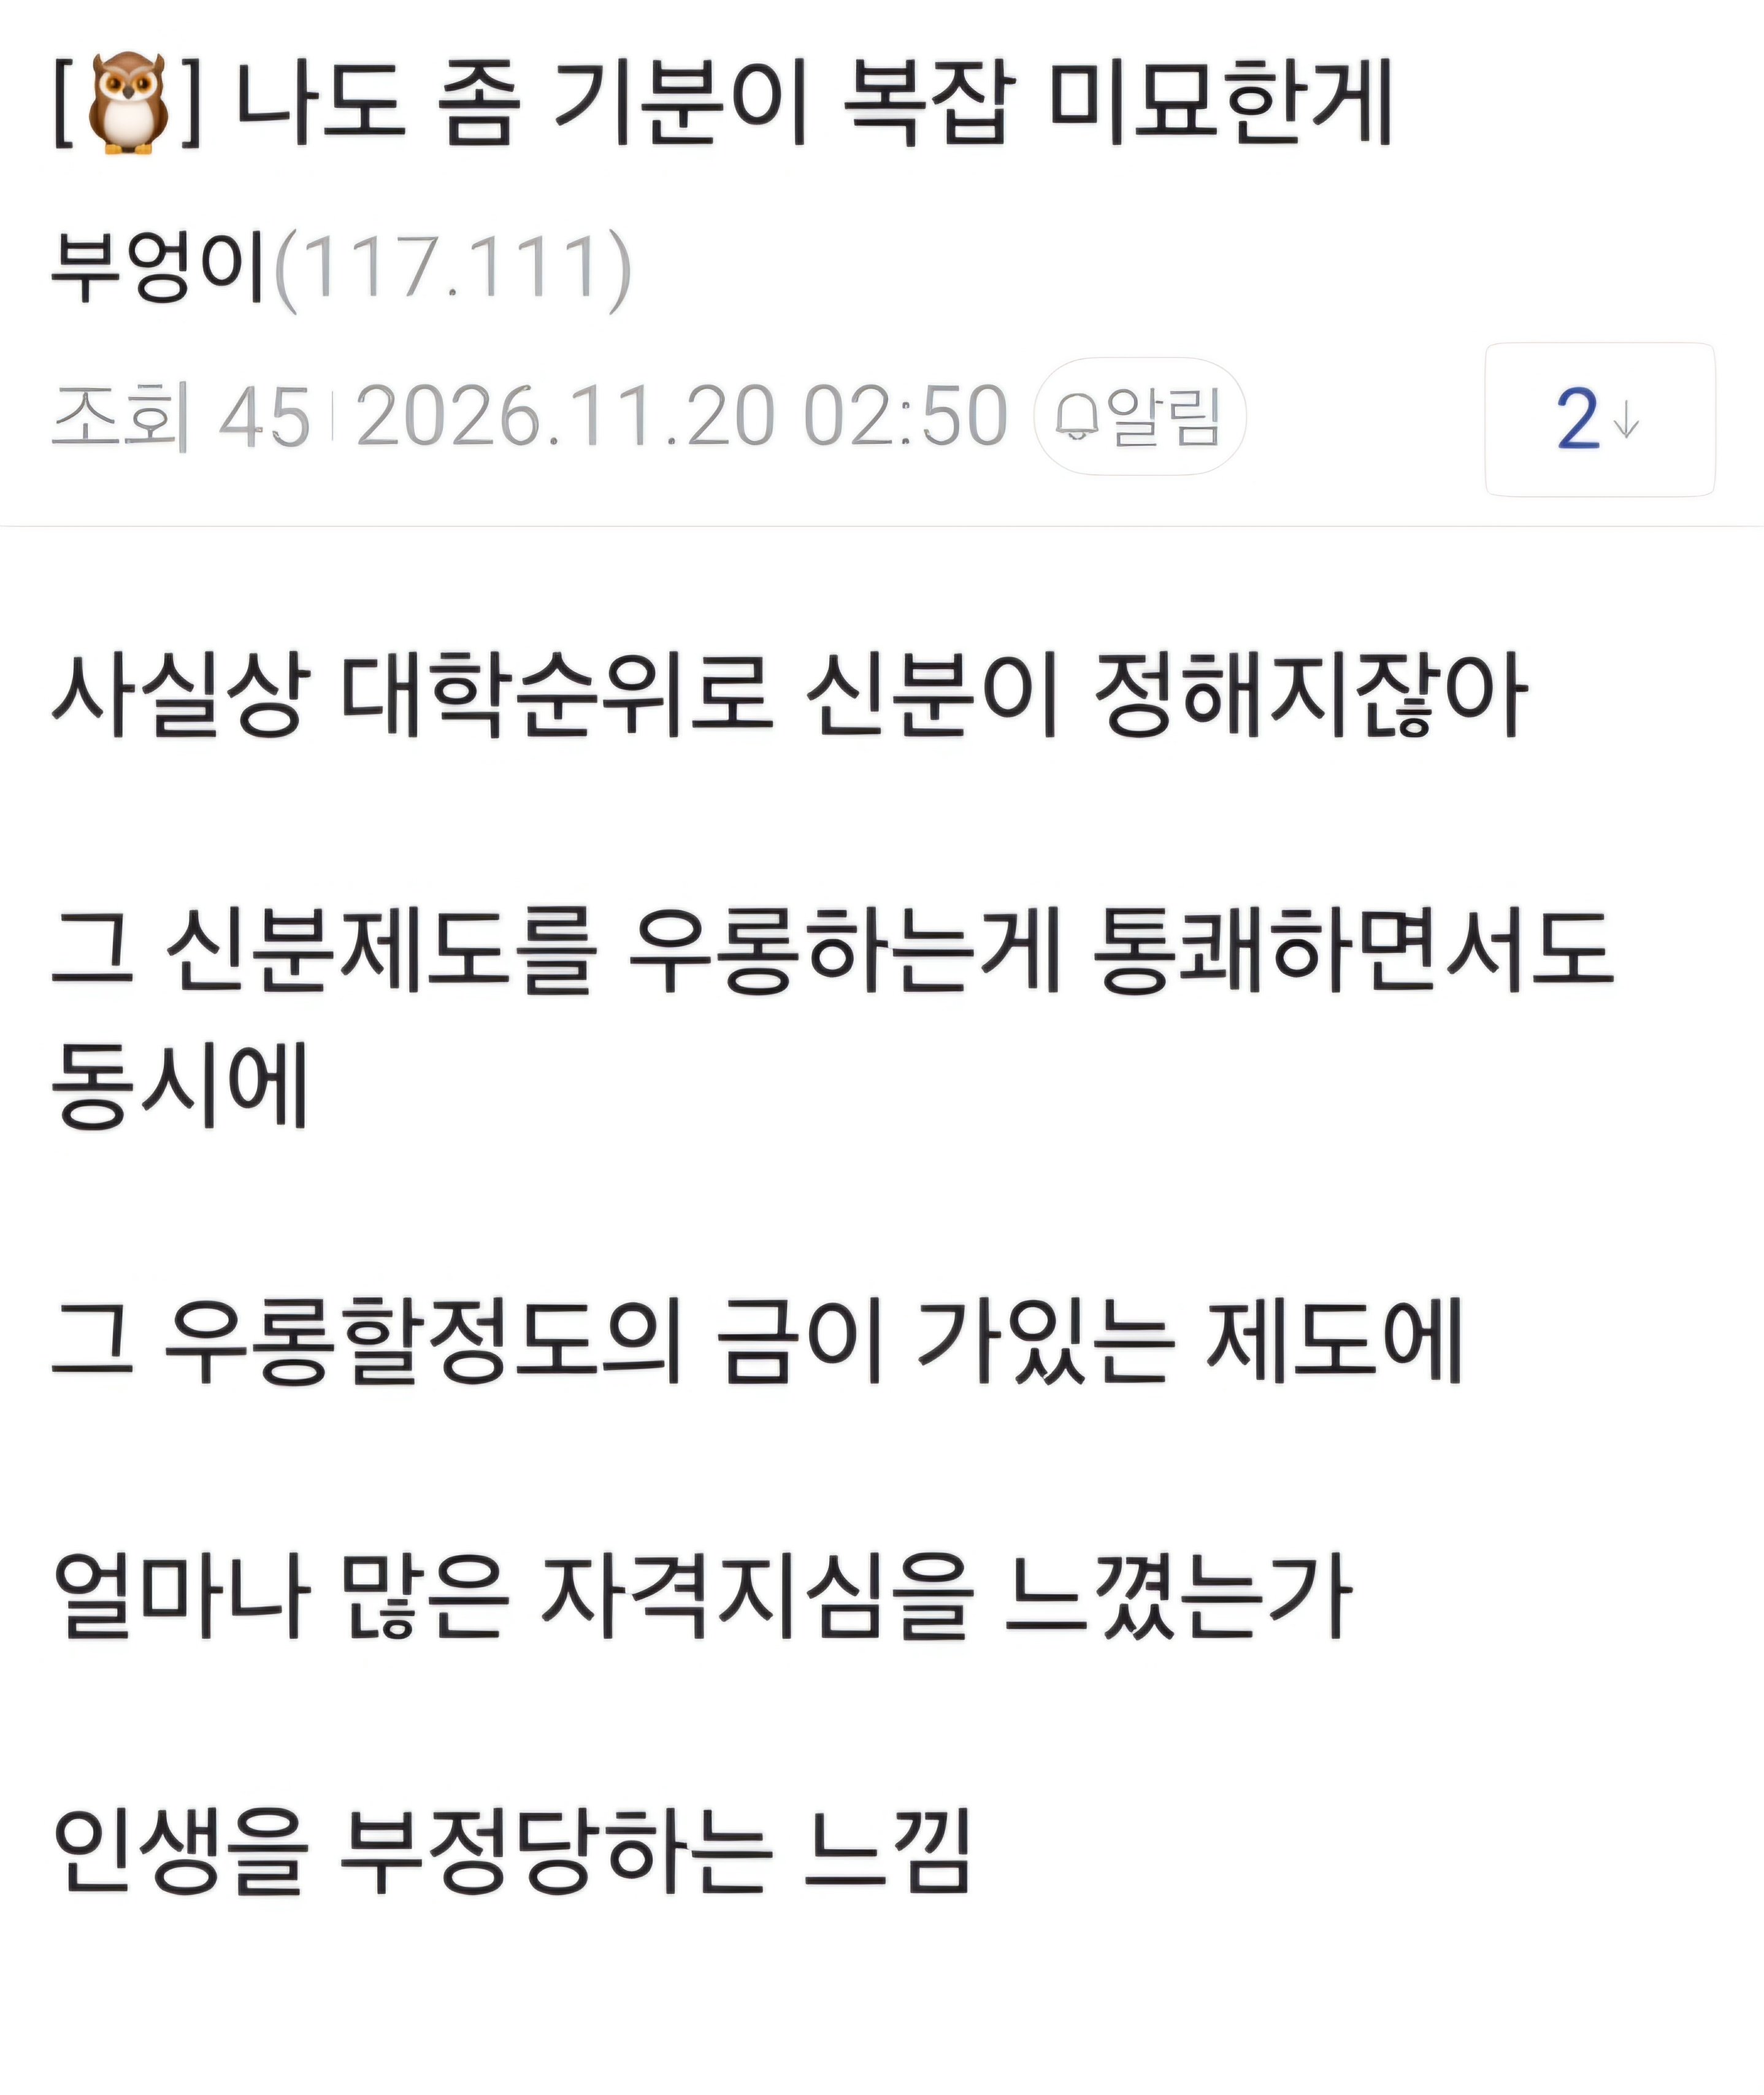 [🦉] 나도 좀 기분이 복잡 미묘한게
부엉이(117.111)
조회 45 | 2026.11.20 02:50 알림 2
사실상 대학순위로 신분이 정해지잖아
그 신분제도를 우롱하는게 통쾌하면서도
동시에
그 우롱할정도의 금이 가있는 제도에
얼마나 많은 자격지심을 느꼈는가
인생을 부정당하는 느낌